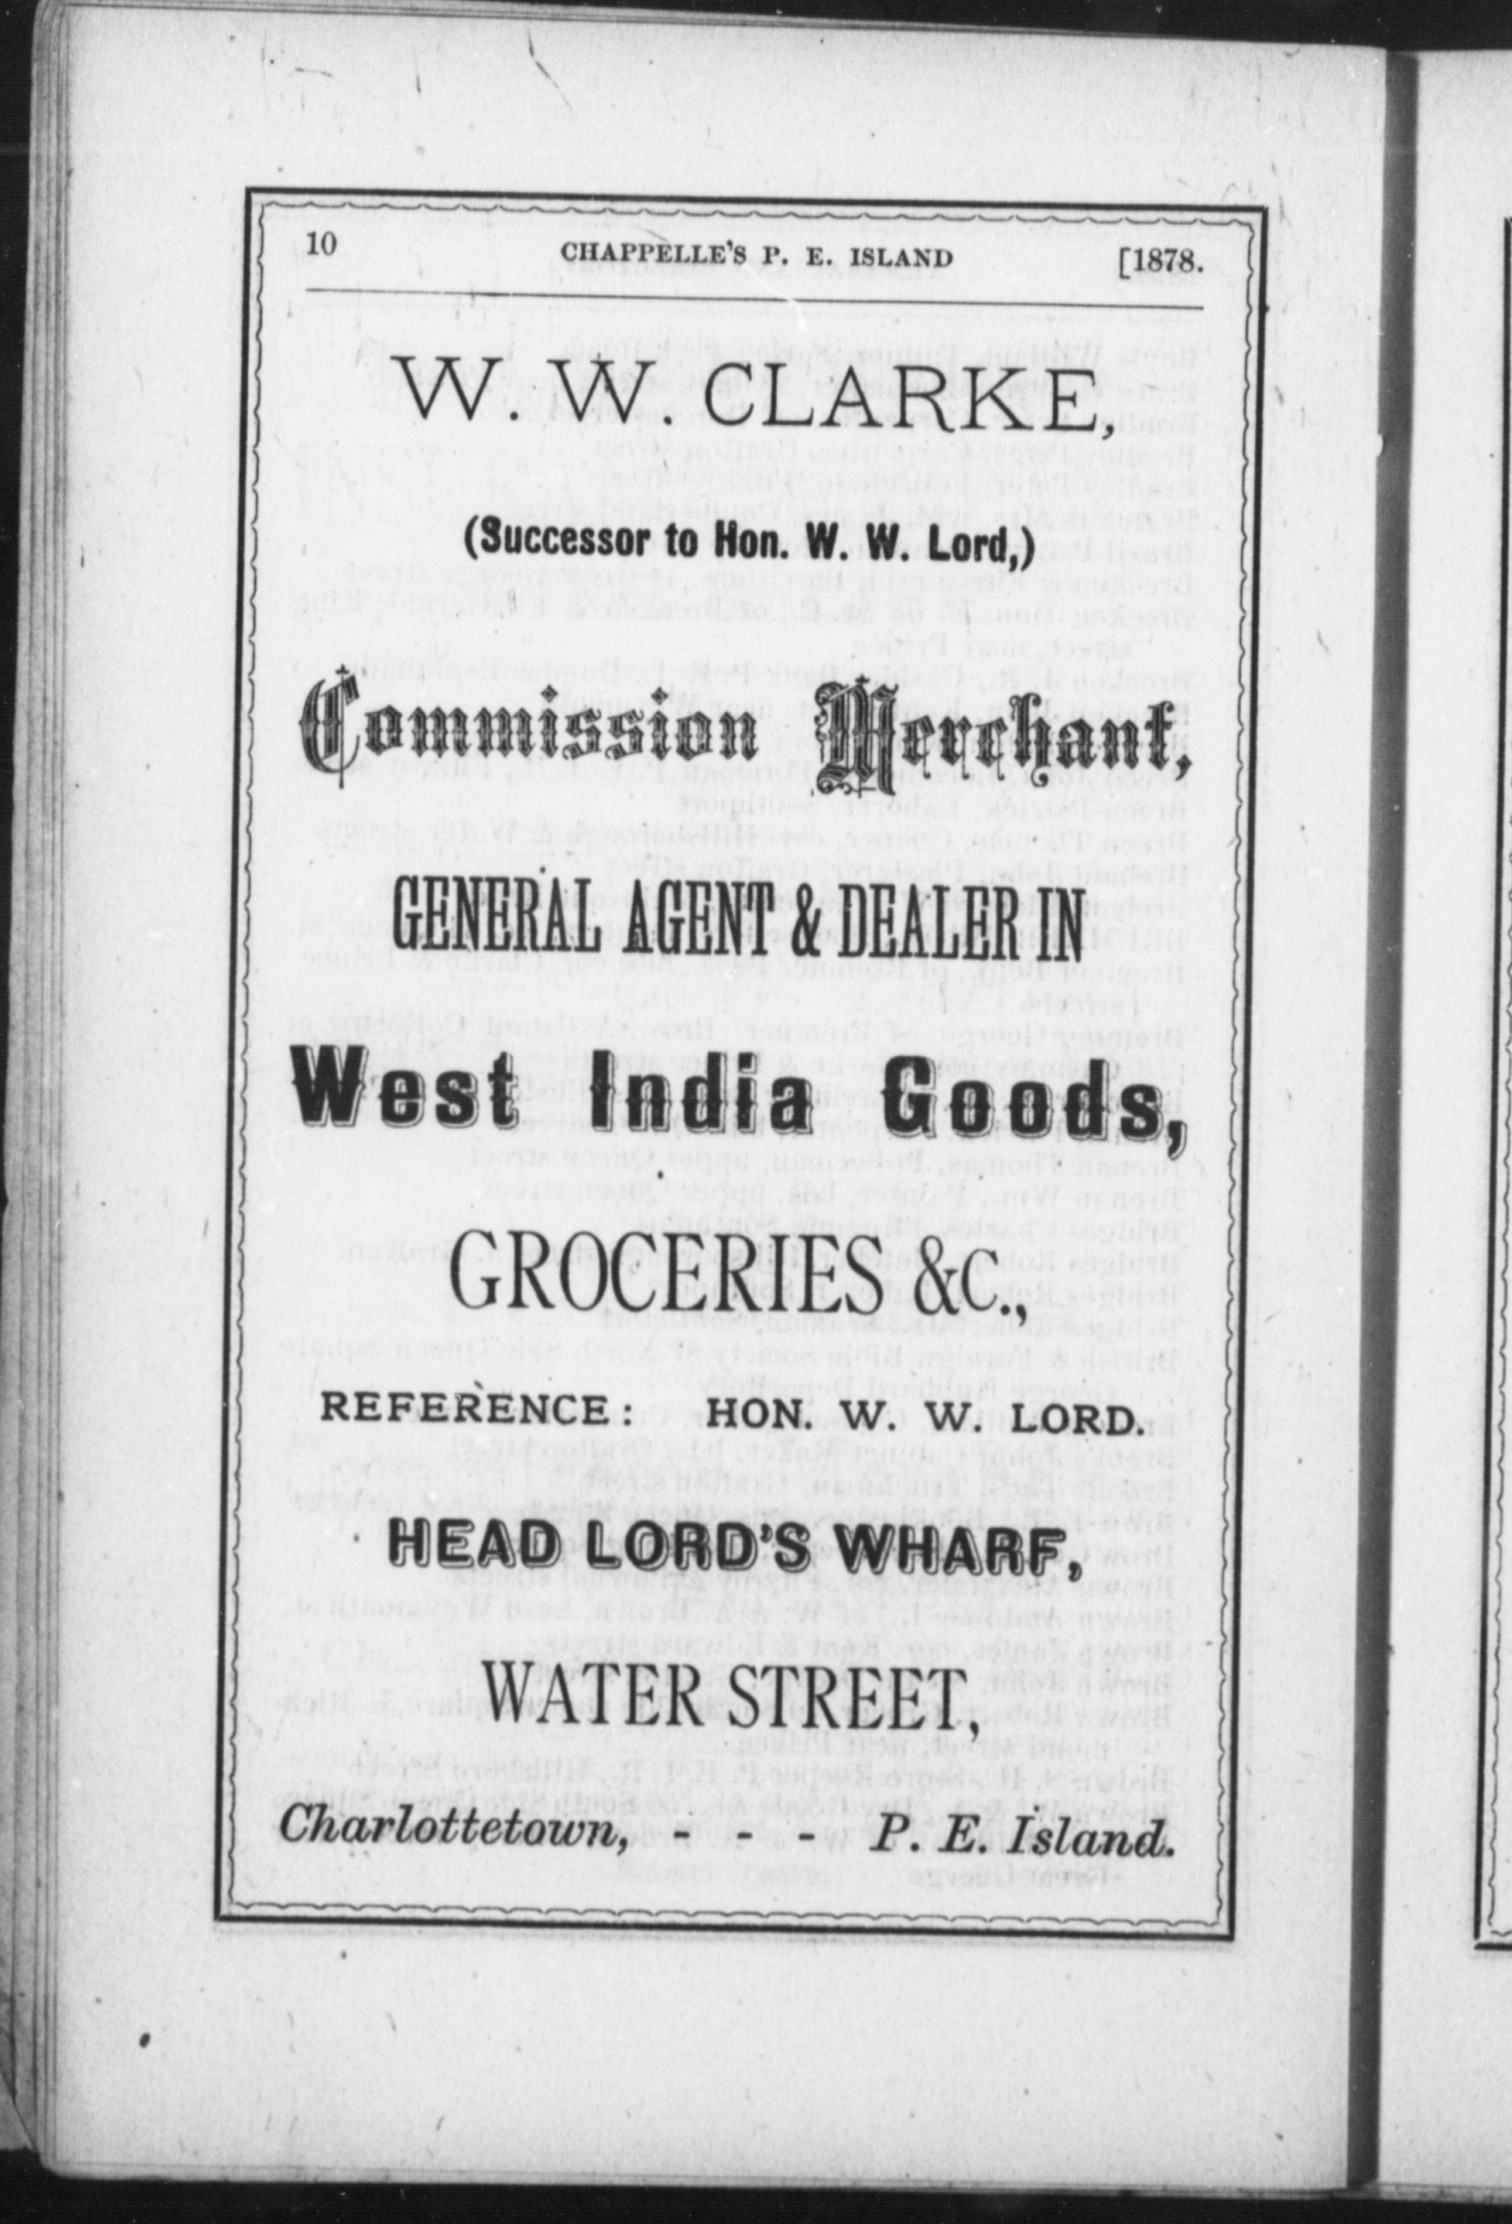 10 CHAPPELLE'S P. E. ISLAND [1878.
W. W. CLARKE,
(Successor to Hon. W. W. Lord,)
Commission Merchant,
GENERAL AGENT & DEALER IN
West India Goods,
GROCERIES &C.,
REFERENCE: HON. W. W. LORD.
HEAD LORD'S WHARF,
WATER STREET,
Charlottetown, - - - P. E. Island.